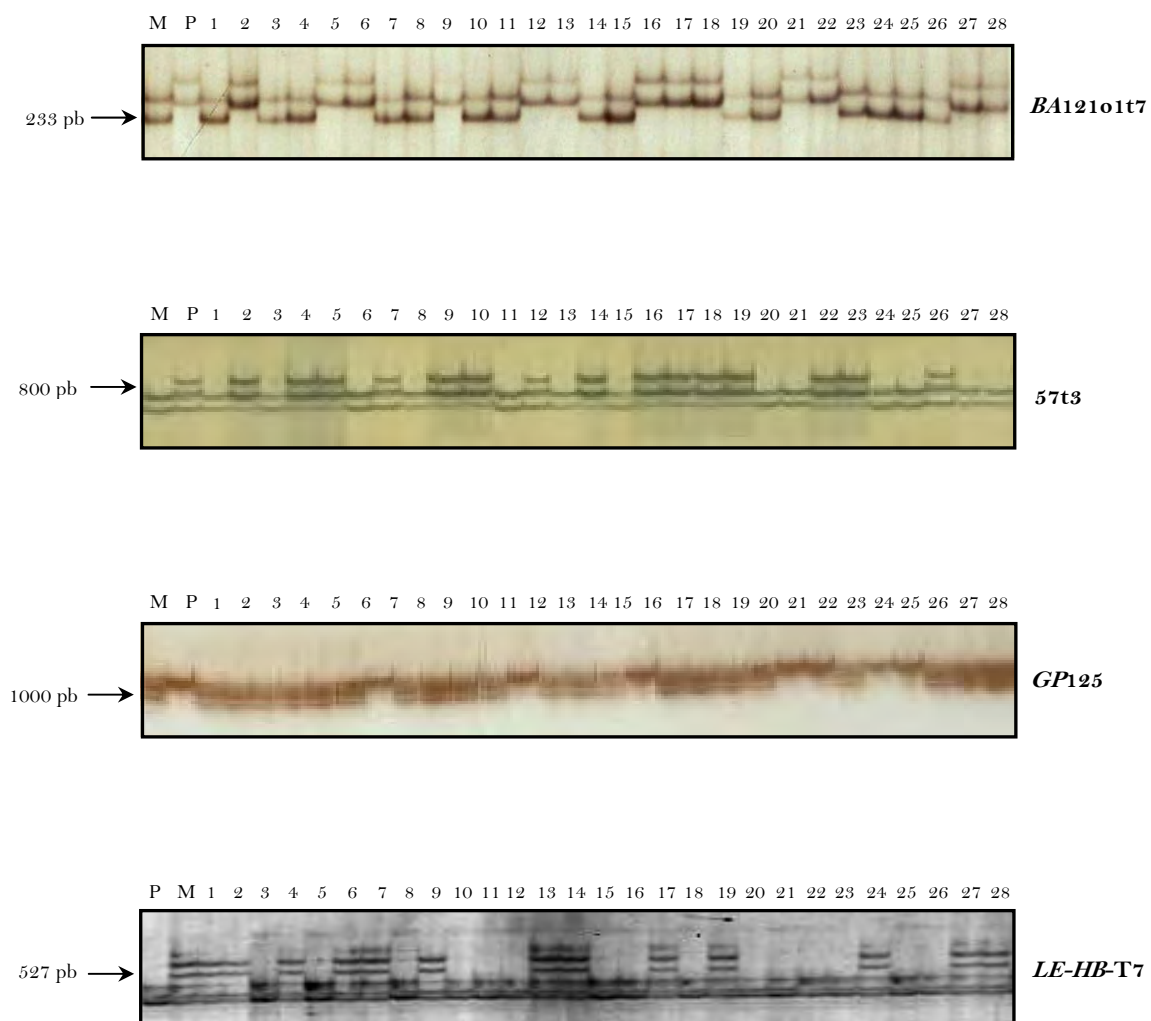 M P 1 2 3 4 5 6 7 8 9 10 11 12 13 14 15 16 17 18 19 20 21 22 23 24 25 26 27 28
233 pb
BA121o1t7
M P 1 2 3 4 5 6 7 8 9 10 11 12 13 14 15 16 17 18 19 20 21 22 23 24 25 26 27 28
800 pb
57t3
M P 1 2 3 4 5 6 7 8 9 10 11 12 13 14 15 16 17 18 19 20 21 22 23 24 25 26 27 28
1000 pb
GP125
P M 1 2 3 4 5 6 7 8 9 10 11 12 13 14 15 16 17 18 19 20 21 22 23 24 25 26 27 28
527 pb
LE-HB-T7